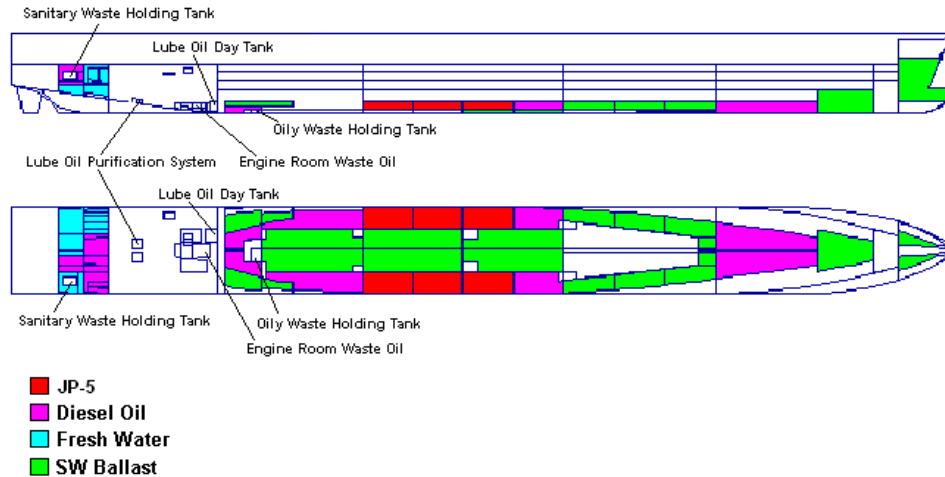 Sanitary Waste Holding Tank
Lube Oil Day Tank
Oily Waste Holding Tank
Lube Oil Purification System
Engine Room Waste Oil
Lube Oil Day Tank
Sanitary Waste Holding Tank
Oily Waste Holding Tank
Engine Room Waste Oil
JP-5
Diesel Oil
Fresh Water
SW Ballast